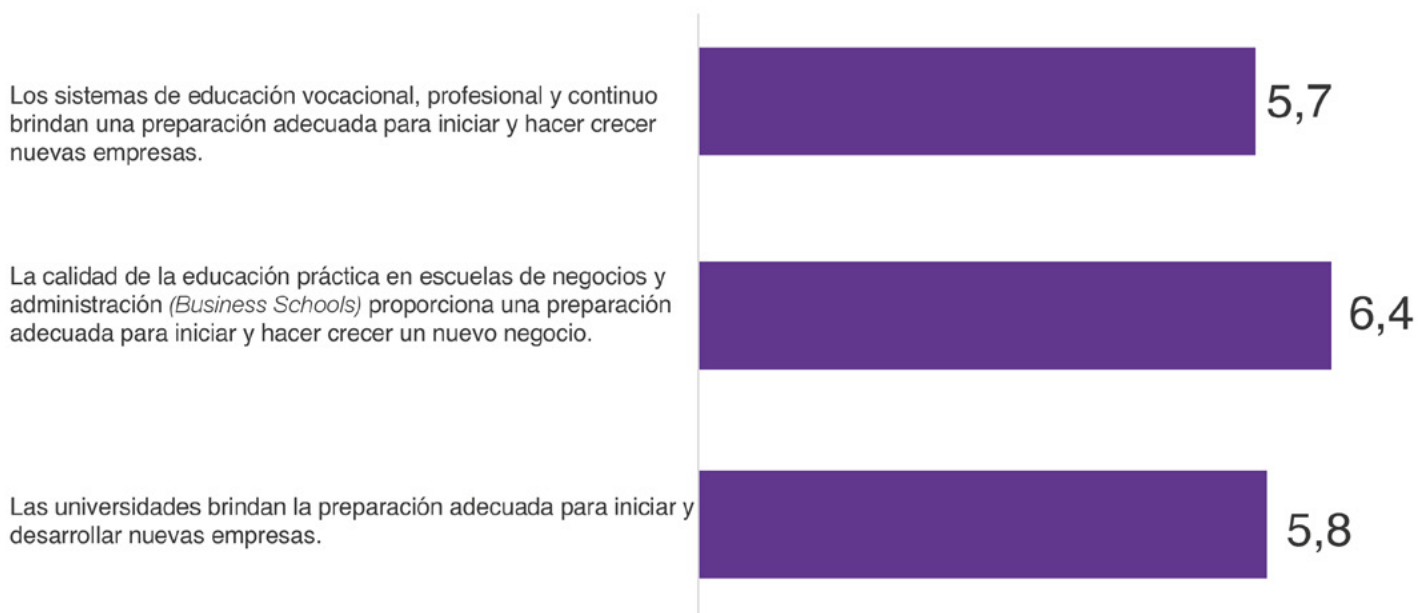 Los sistemas de educación vocacional, profesional y continuo
brindan una preparación adecuada para iniciar y hacer crecer
nuevas empresas.
5,7
La calidad de la educación práctica en escuelas de negocios y
administración (Business Schools) proporciona una preparación
adecuada para iniciar y hacer crecer un nuevo negocio.
6,4
Las universidades brindan la preparación adecuada para iniciar y
desarrollar nuevas empresas.
5,8